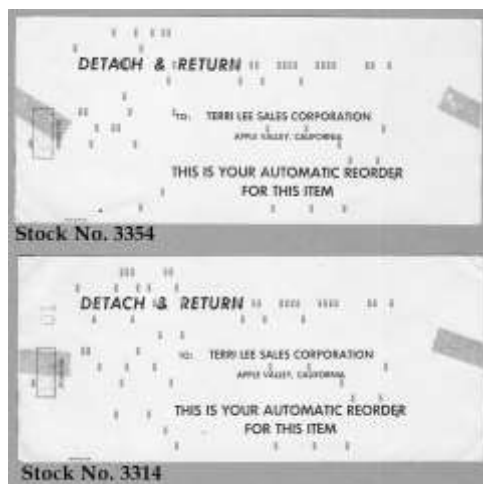 DETACH & RETURN
TO: TERRI LEE SALES CORPORATION
APPLE VALLEY, CALIFORNIA
THIS IS YOUR AUTOMATIC REORDER
FOR THIS ITEM
Stock No. 3354
DETACH & RETURN
TO: TERRI LEE SALES CORPORATION
APPLE VALLEY, CALIFORNIA
THIS IS YOUR AUTOMATIC REORDER
FOR THIS ITEM
Stock No. 3314